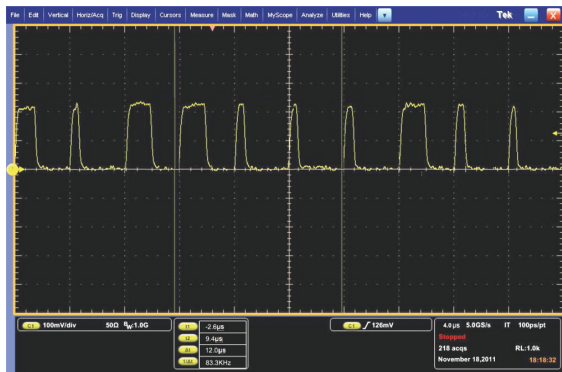 File Edit Vertical Horiz/Acq Trig Display Cursors Measure Mask Math MyScope Analyze Utilities Help Tek
C1 100mV/div 50Ω BW:1.0G
t1 -2.6µs
t2 9.4µs
Δt 12.0µs
1/Δt 83.3KHz
C1 126mV
4.0µs 5.0GS/s IT 100ps/pt
Stopped
218 acqs RL:1.0k
November 18,2011 18:18:32